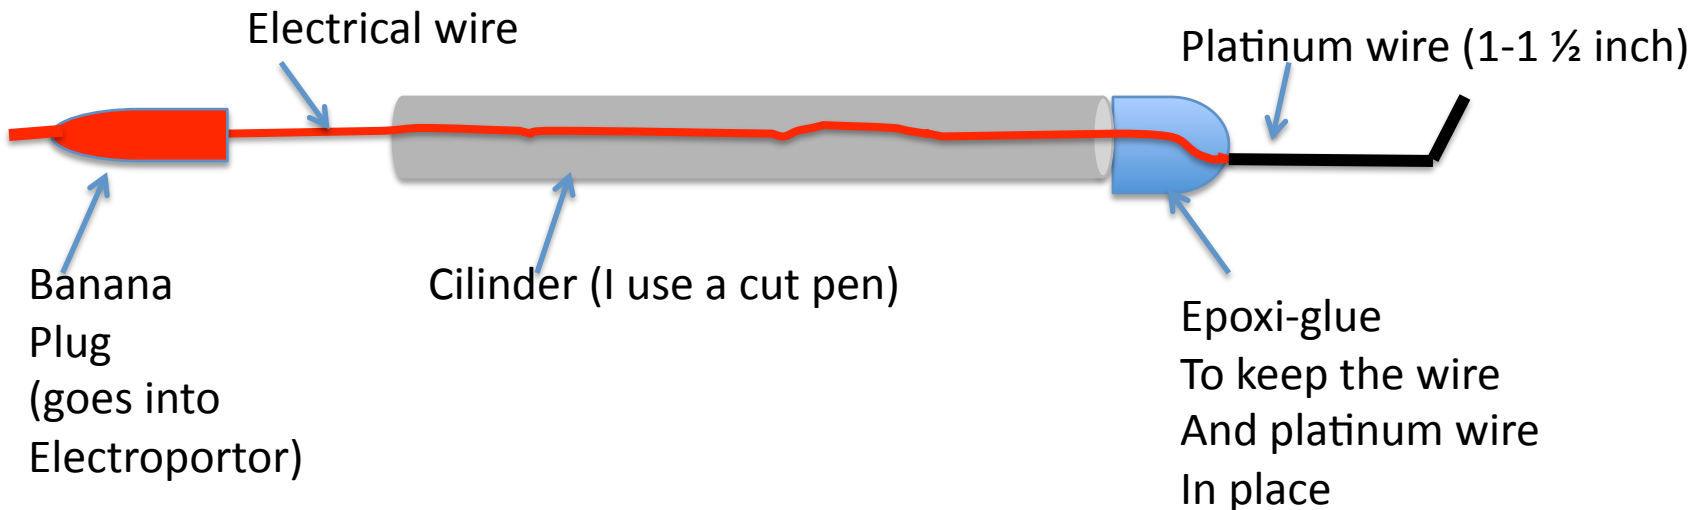 Electrical wire
Platinum wire (1-1 ½ inch)
Banana
Plug
(goes into
Electroportor)
Cilinder (I use a cut pen)
Epoxi-glue
To keep the wire
And platinum wire
In place